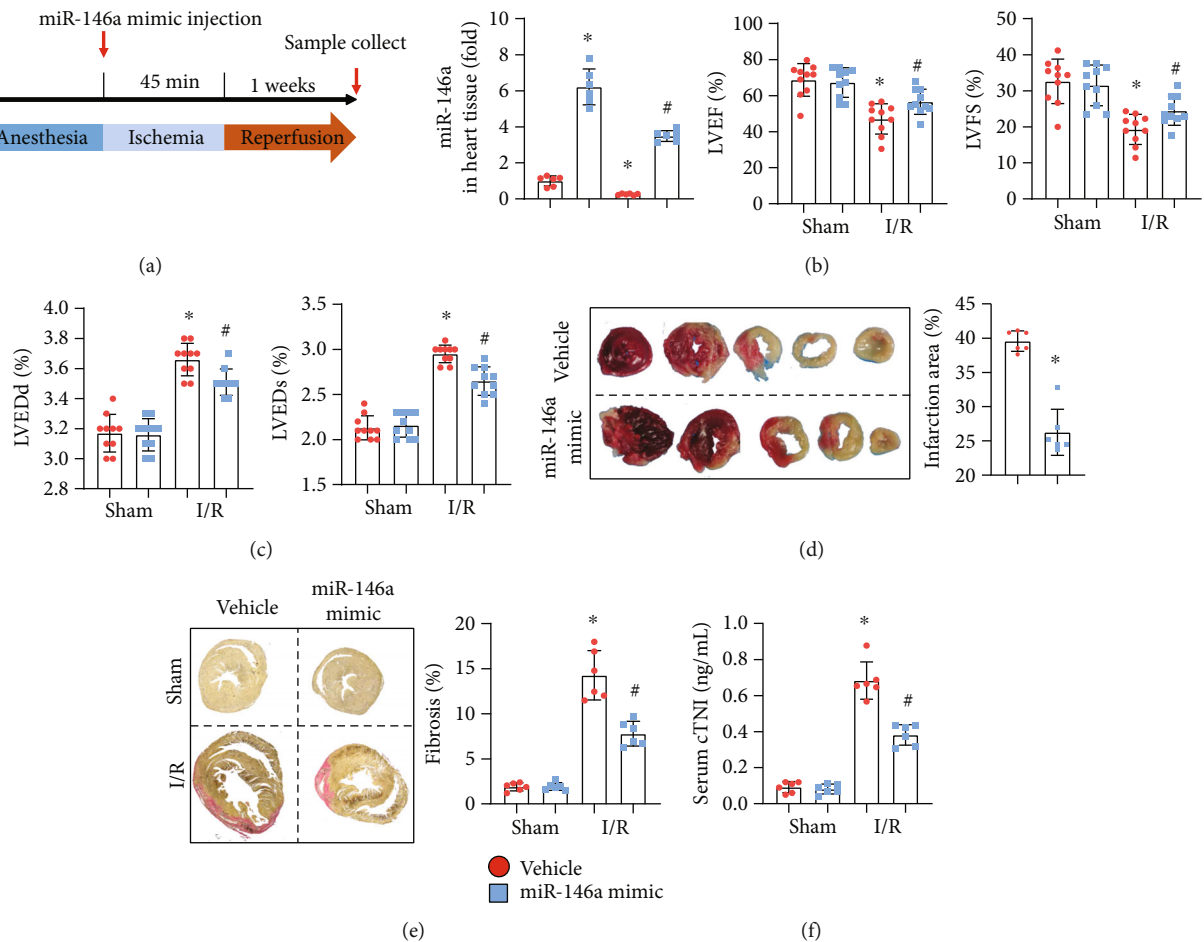 miR-146a mimic injection
Sample collect
45 min
1 weeks
Anesthesia
Ischemia
Reperfusion
(a)
miR-146a
in heart tissue (fold)
10
8
6
4
2
0
*
*
#
LVEF (%)
100
80
60
40
20
0
*
#
Sham
I/R
LVFS (%)
50
40
30
20
10
0
*
#
Sham
I/R
(b)
LVEDd (%)
4.0
3.8
3.6
3.4
3.2
3.0
2.8
*
#
Sham
I/R
LVEDs (%)
3.5
3.0
2.5
2.0
1.5
*
#
Sham
I/R
(c)
Vehicle
miR-146a
mimic
Infarction area (%)
45
40
35
30
25
20
*
(d)
Vehicle
miR-146a
mimic
Sham
I/R
Fibrosis (%)
20
15
10
5
0
*
#
Sham
I/R
Vehicle
miR-146a mimic
(e)
Serum cTNI (ng/mL)
1.0
0.8
0.6
0.4
0.2
0.0
*
#
Sham
I/R
(f)